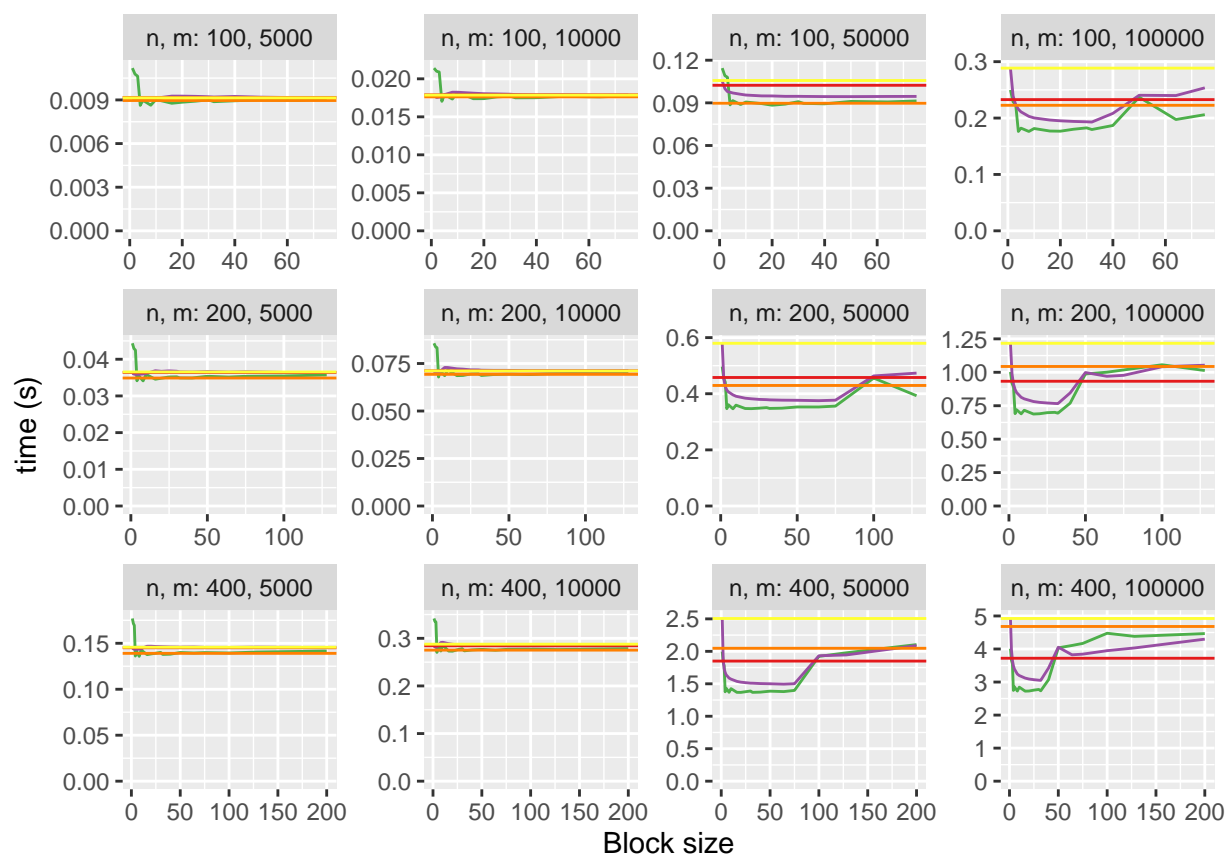 n, m: 100, 5000
n, m: 100, 10000
n, m: 100, 50000
n, m: 100, 100000
0.009
0.006
0.003
0.000
0 20 40 60
0.020
0.015
0.010
0.005
0.000
0 20 40 60
0.12
0.09
0.06
0.03
0.00
0 20 40 60
0.3
0.2
0.1
0.0
0 20 40 60
n, m: 200, 5000
n, m: 200, 10000
n, m: 200, 50000
n, m: 200, 100000
time (s)
0.04
0.03
0.02
0.01
0.00
0 50 100
0.075
0.050
0.025
0.000
0 50 100
0.6
0.4
0.2
0.0
0 50 100
1.25
1.00
0.75
0.50
0.25
0.00
0 50 100
n, m: 400, 5000
n, m: 400, 10000
n, m: 400, 50000
n, m: 400, 100000
0.15
0.10
0.05
0.00
0 50 100 150 200
0.3
0.2
0.1
0.0
0 50 100 150 200
2.5
2.0
1.5
1.0
0.5
0.0
0 50 100 150 200
5
4
3
2
1
0
0 50 100 150 200
Block size